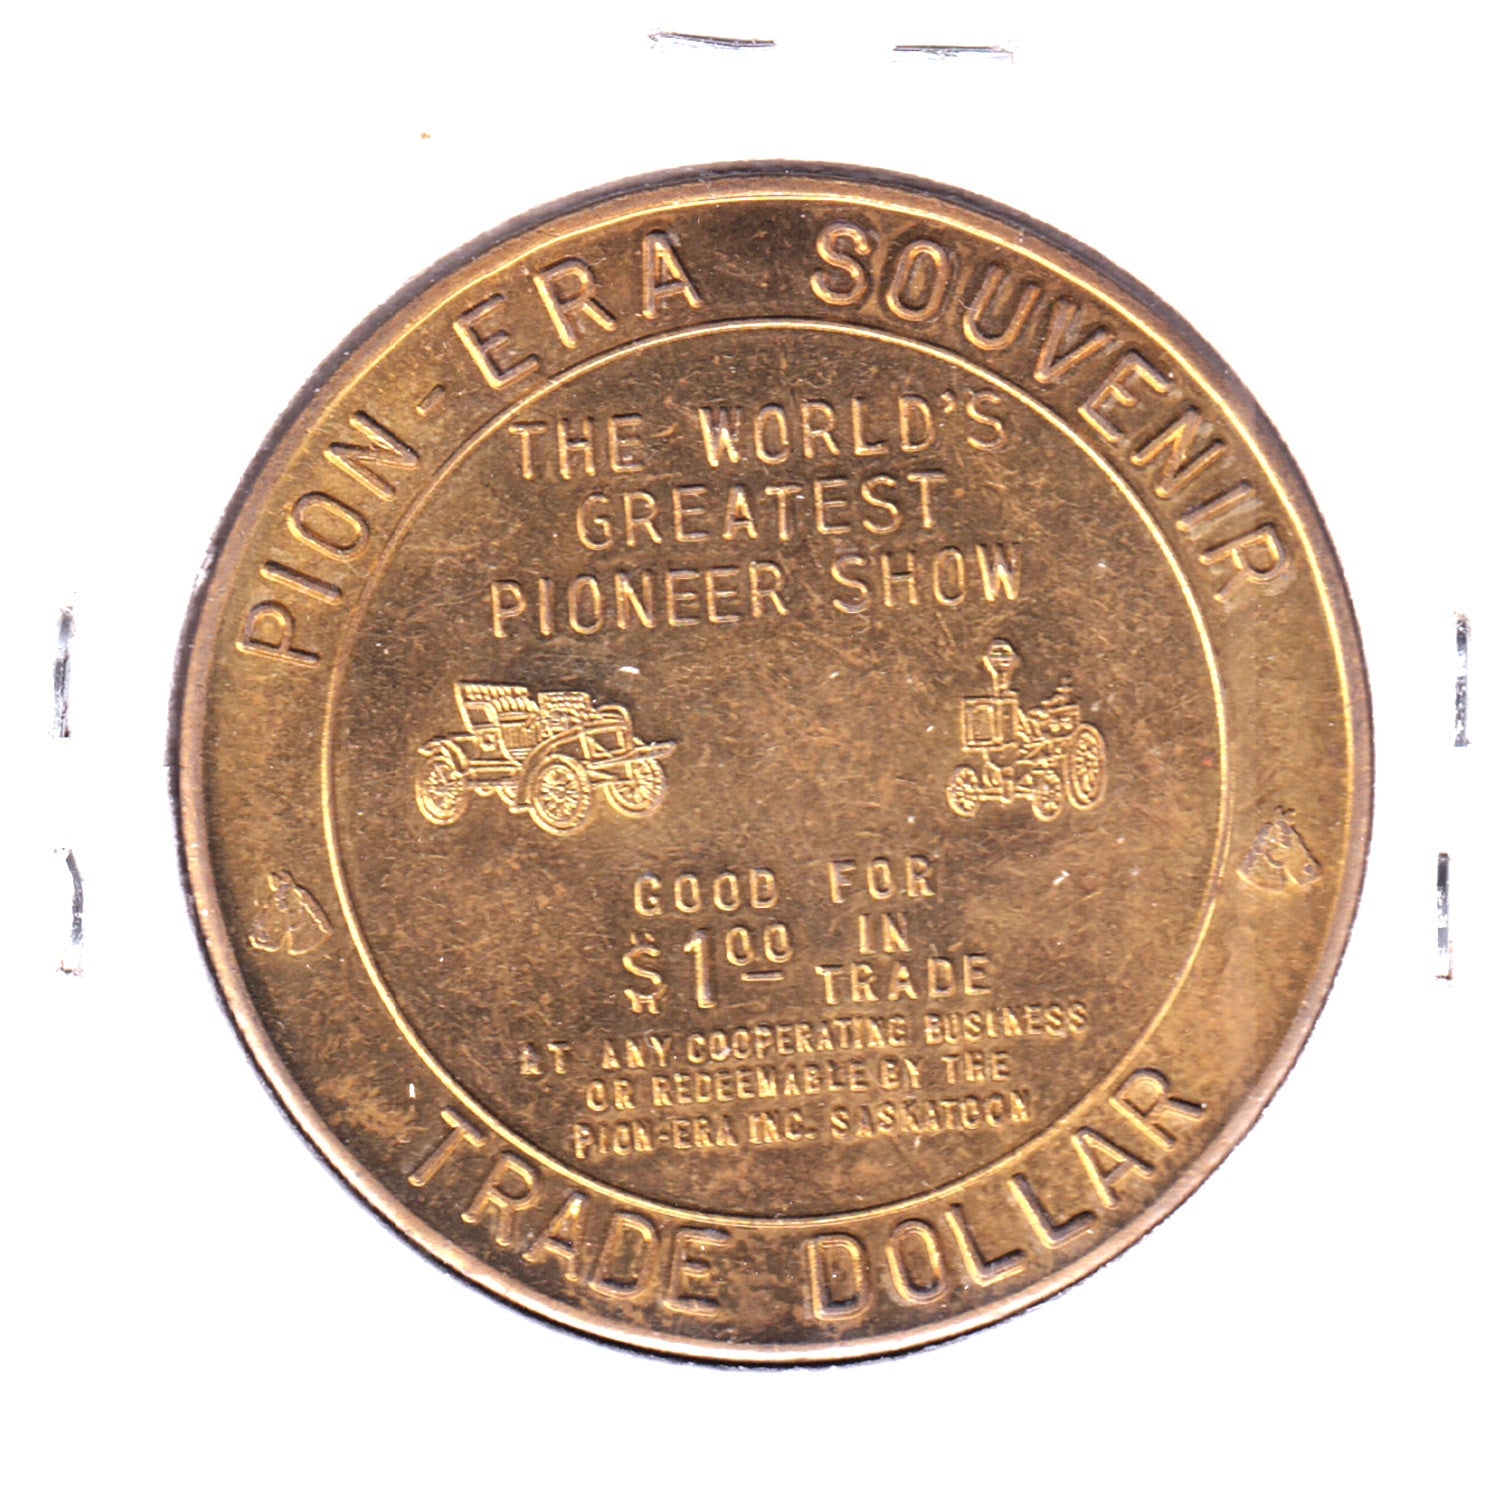 PION-ERA SOUVENIR
THE WORLD'S
GREATEST
PIONEER SHOW
GOOD FOR
$1.00 IN
TRADE
AT ANY COOPERATING BUSINESS
OR REDEEMABLE BY THE
PION-ERA INC. SASKATOON
TRADE DOLLAR